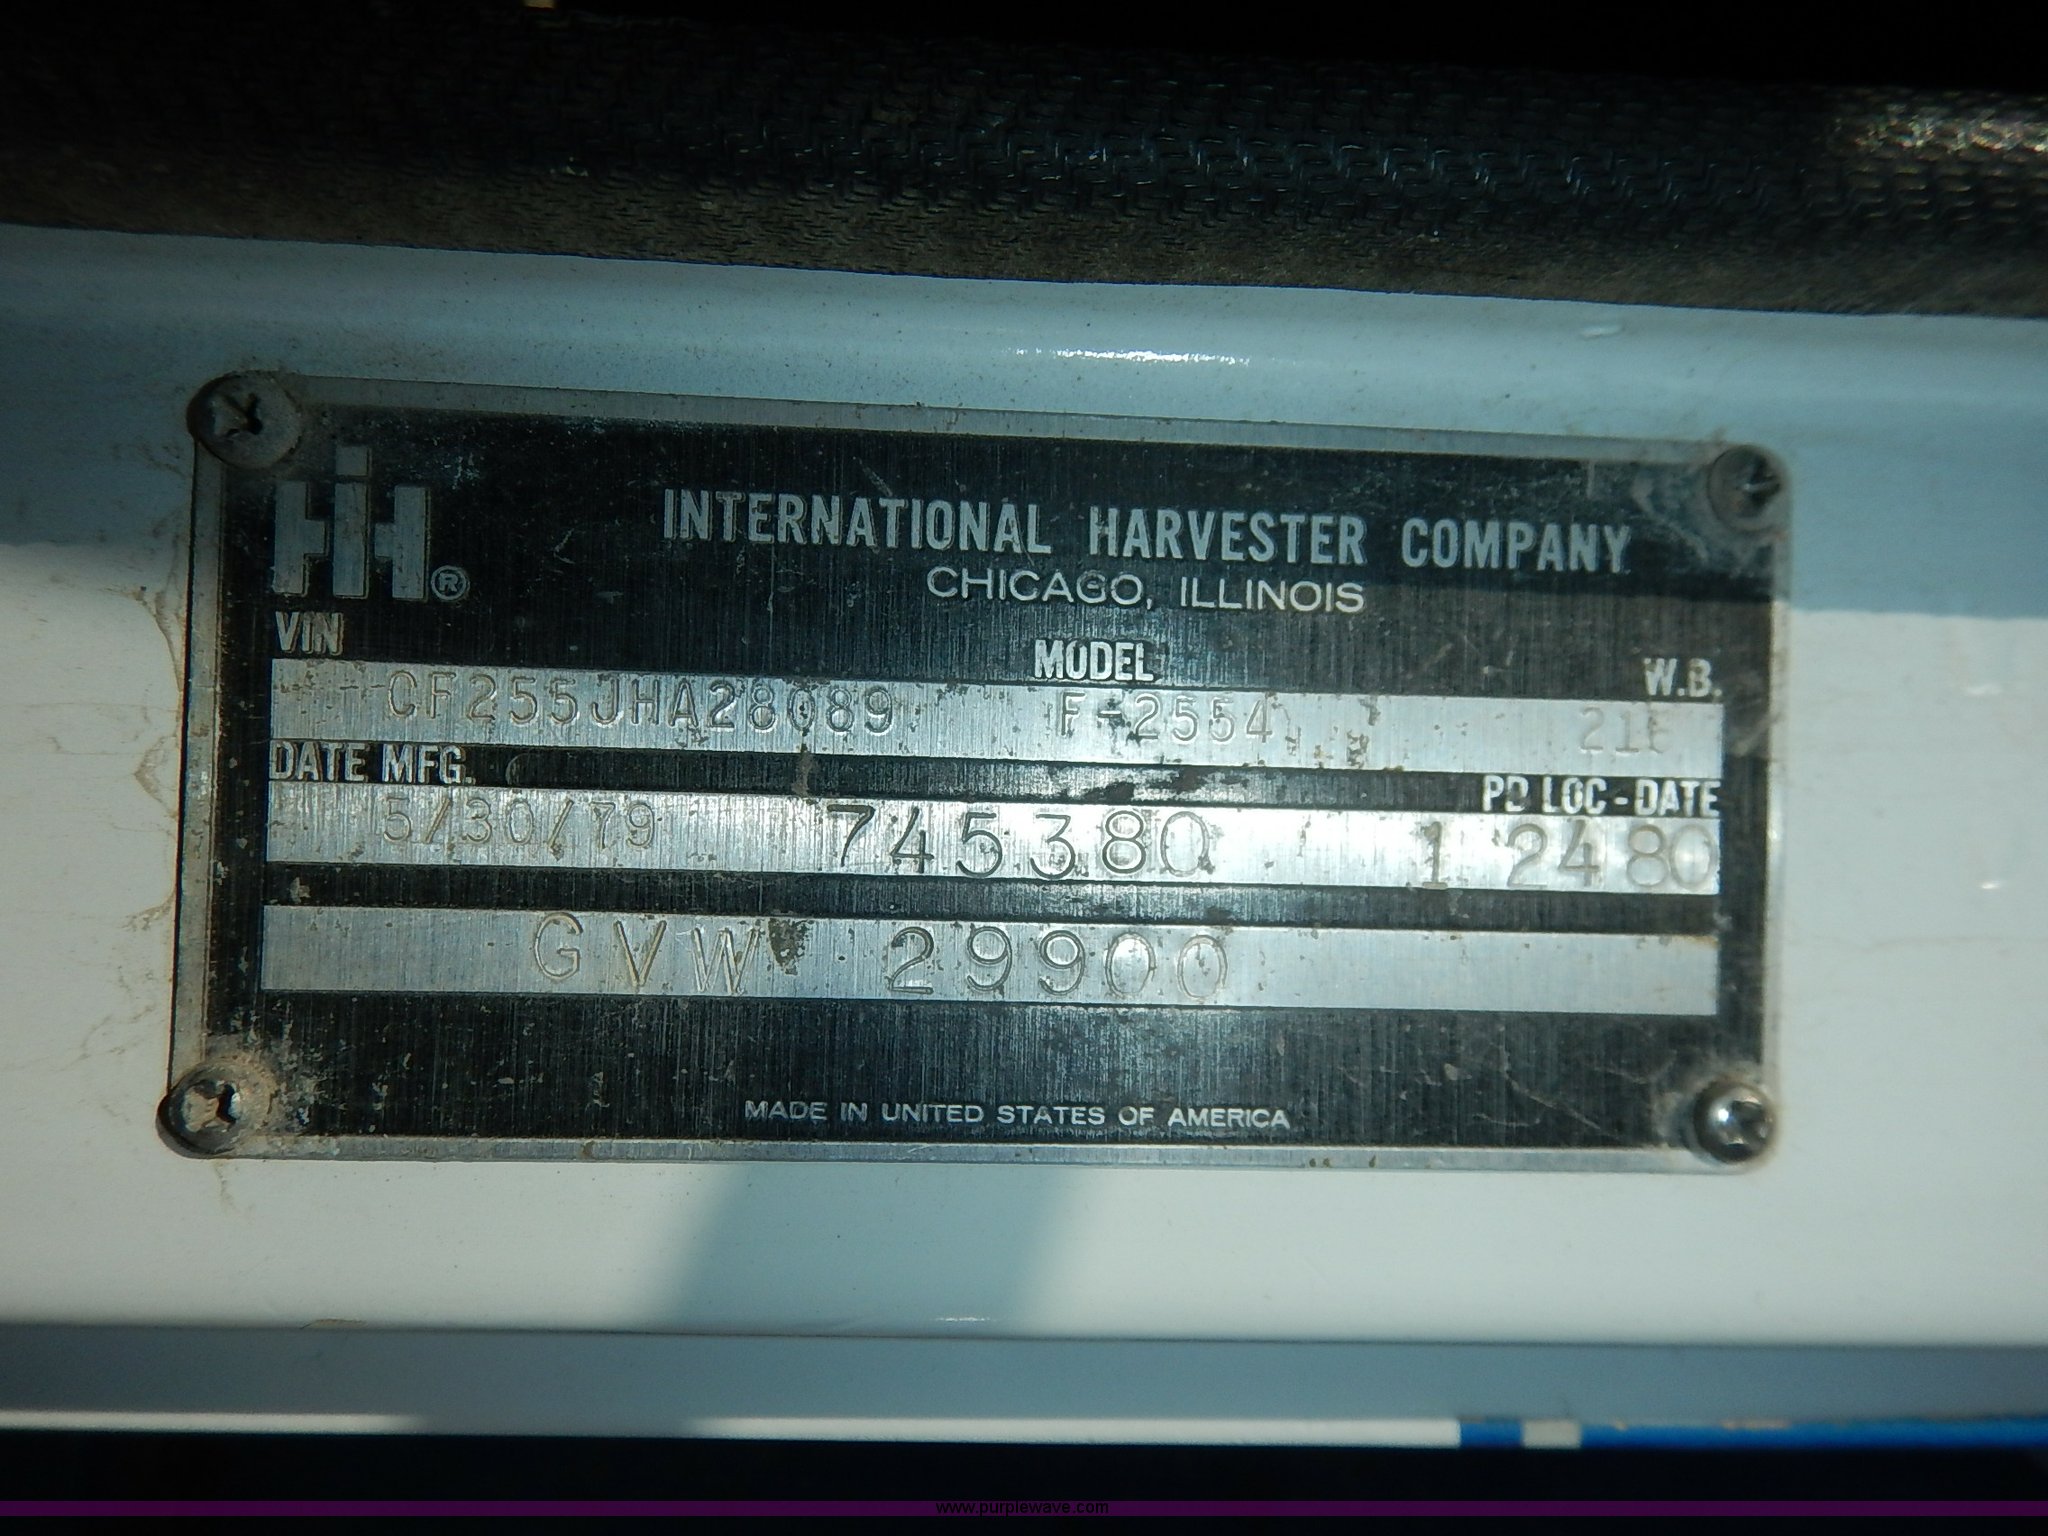 IH®
INTERNATIONAL HARVESTER COMPANY
CHICAGO, ILLINOIS
VIN MODEL W.B.
CF255JHA28089 F-2554
DATE MFG. PD LOC-DATE
5/30/79 745380 1 2480
GVW 29900
MADE IN UNITED STATES OF AMERICA
www.purplewave.com